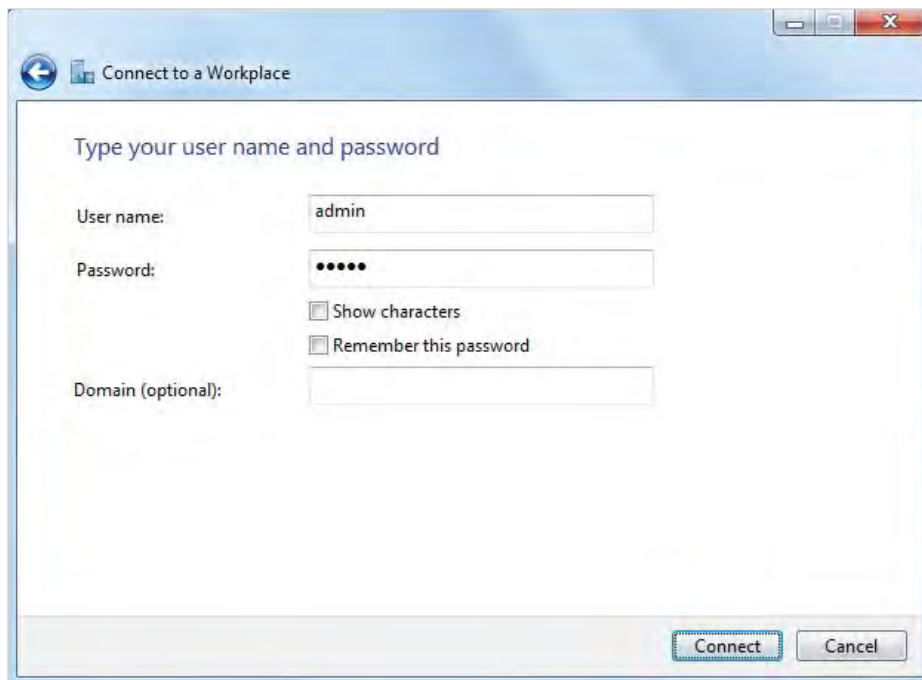 Connect to a Workplace
Type your user name and password
User name: admin
Password: •••••
Show characters
Remember this password
Domain (optional):
Connect Cancel